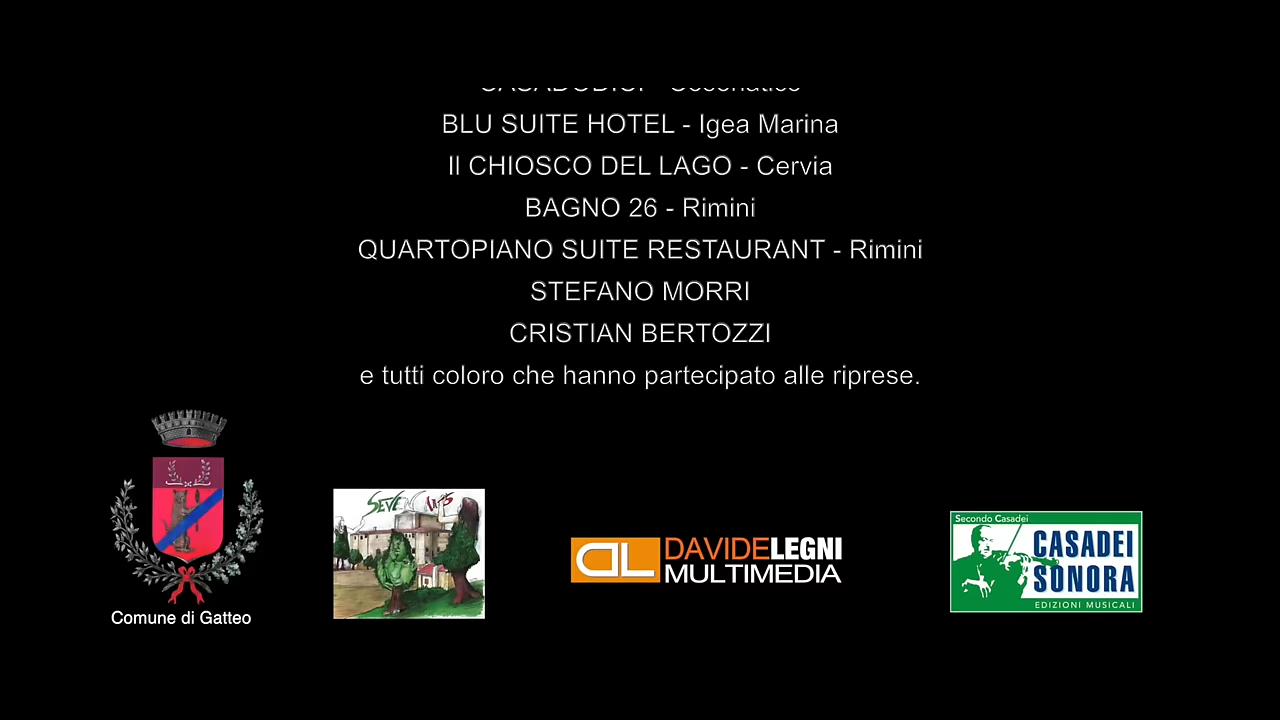 BLU SUITE HOTEL - Igea Marina
Il CHIOSCO DEL LAGO - Cervia
BAGNO 26 - Rimini
QUARTOPIANO SUITE RESTAURANT - Rimini
STEFANO MORRI
CRISTIAN BERTOZZI
e tutti coloro che hanno partecipato alle riprese.
Comune di Gatteo
DL DAVIDELEGNI
MULTIMEDIA
Secondo Casadei
CASADEI
SONORA
EDIZIONI MUSICALI